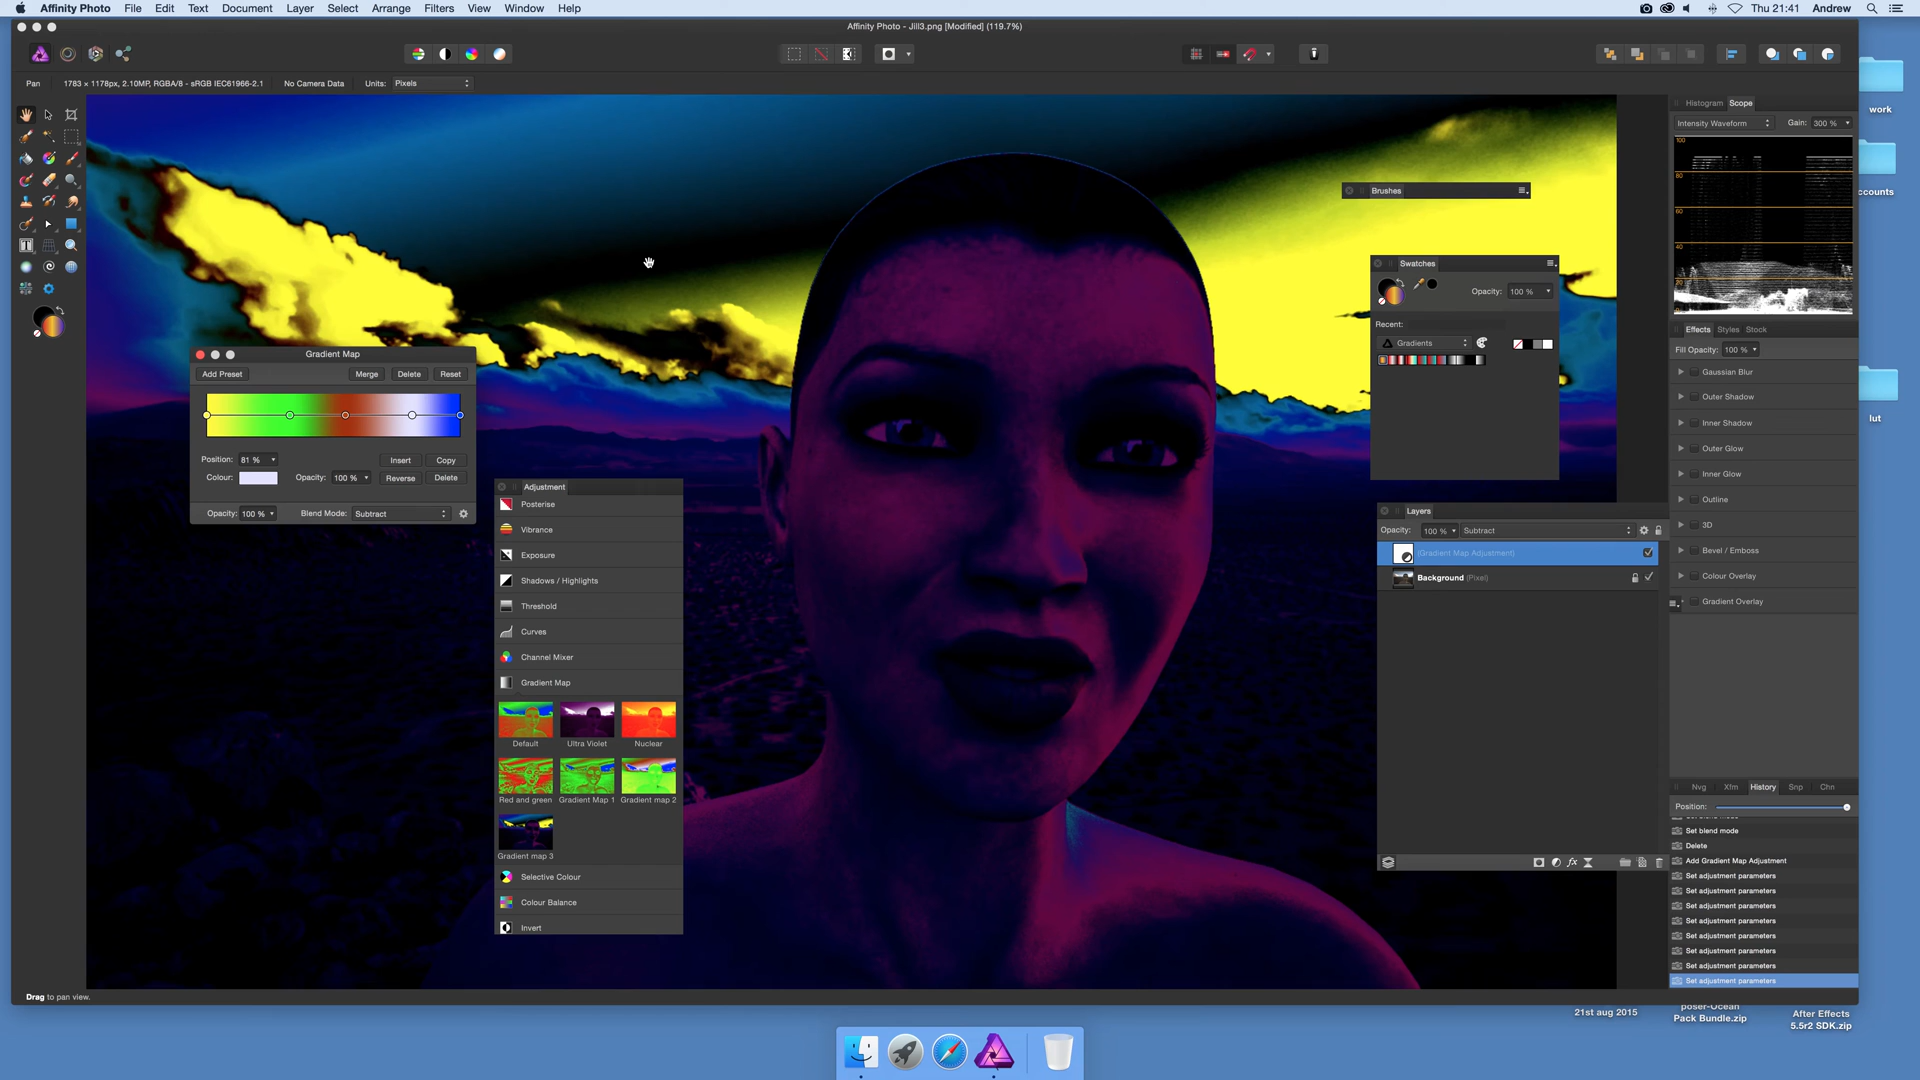 Affinity Photo File Edit Text Document Layer Select Arrange Filters View Window Help Thu 21:41 Andrew
Affinity Photo - Jill3.png [Modified] (119.7%)
Pan 1783 × 1178px, 2.10MP, RGBA/8 - sRGB IEC61966-2.1 No Camera Data Units: Pixels
Histogram Scope
Intensity Waveform Gain: 300 %
100
80
60
40
20
Brushes
Swatches
Opacity: 100 %
Recent:
Gradients
Gradient Map
Add Preset Merge Delete Reset
Position: 81 % Insert Copy
Colour: Opacity: 100 % Reverse Delete
Opacity: 100 % Blend Mode: Subtract
Adjustment
Posterise
Vibrance
Exposure
Shadows / Highlights
Threshold
Curves
Channel Mixer
Gradient Map
Default Ultra Violet Nuclear
Red and green Gradient Map 1 Gradient map 2
Gradient map 3
Selective Colour
Colour Balance
Invert
Layers
Opacity: 100 % Subtract
(Gradient Map Adjustment)
Background (Pixel)
Effects Styles Stock
Fill Opacity: 100 %
Gaussian Blur
Outer Shadow
Inner Shadow
Outer Glow
Inner Glow
Outline
3D
Bevel / Emboss
Colour Overlay
Gradient Overlay
Nvg Xfm History Snp Chn
Position:
Set blend mode
Set blend mode
Delete
Add Gradient Map Adjustment
Set adjustment parameters
Set adjustment parameters
Set adjustment parameters
Set adjustment parameters
Set adjustment parameters
Set adjustment parameters
Set adjustment parameters
Set adjustment parameters
Drag to pan view.
work
ccounts
lut
21st aug 2015
poser-Ocean
Pack Bundle.zip
After Effects
5.5r2 SDK.zip